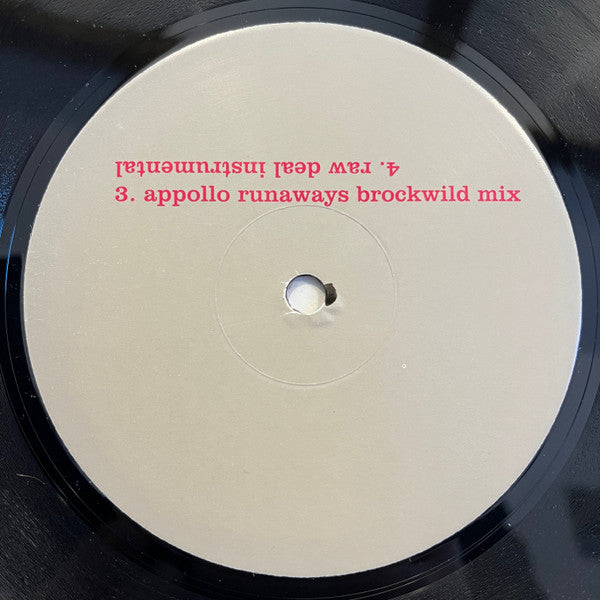 4. raw deal instrumental
3. appollo runaways brockwild mix